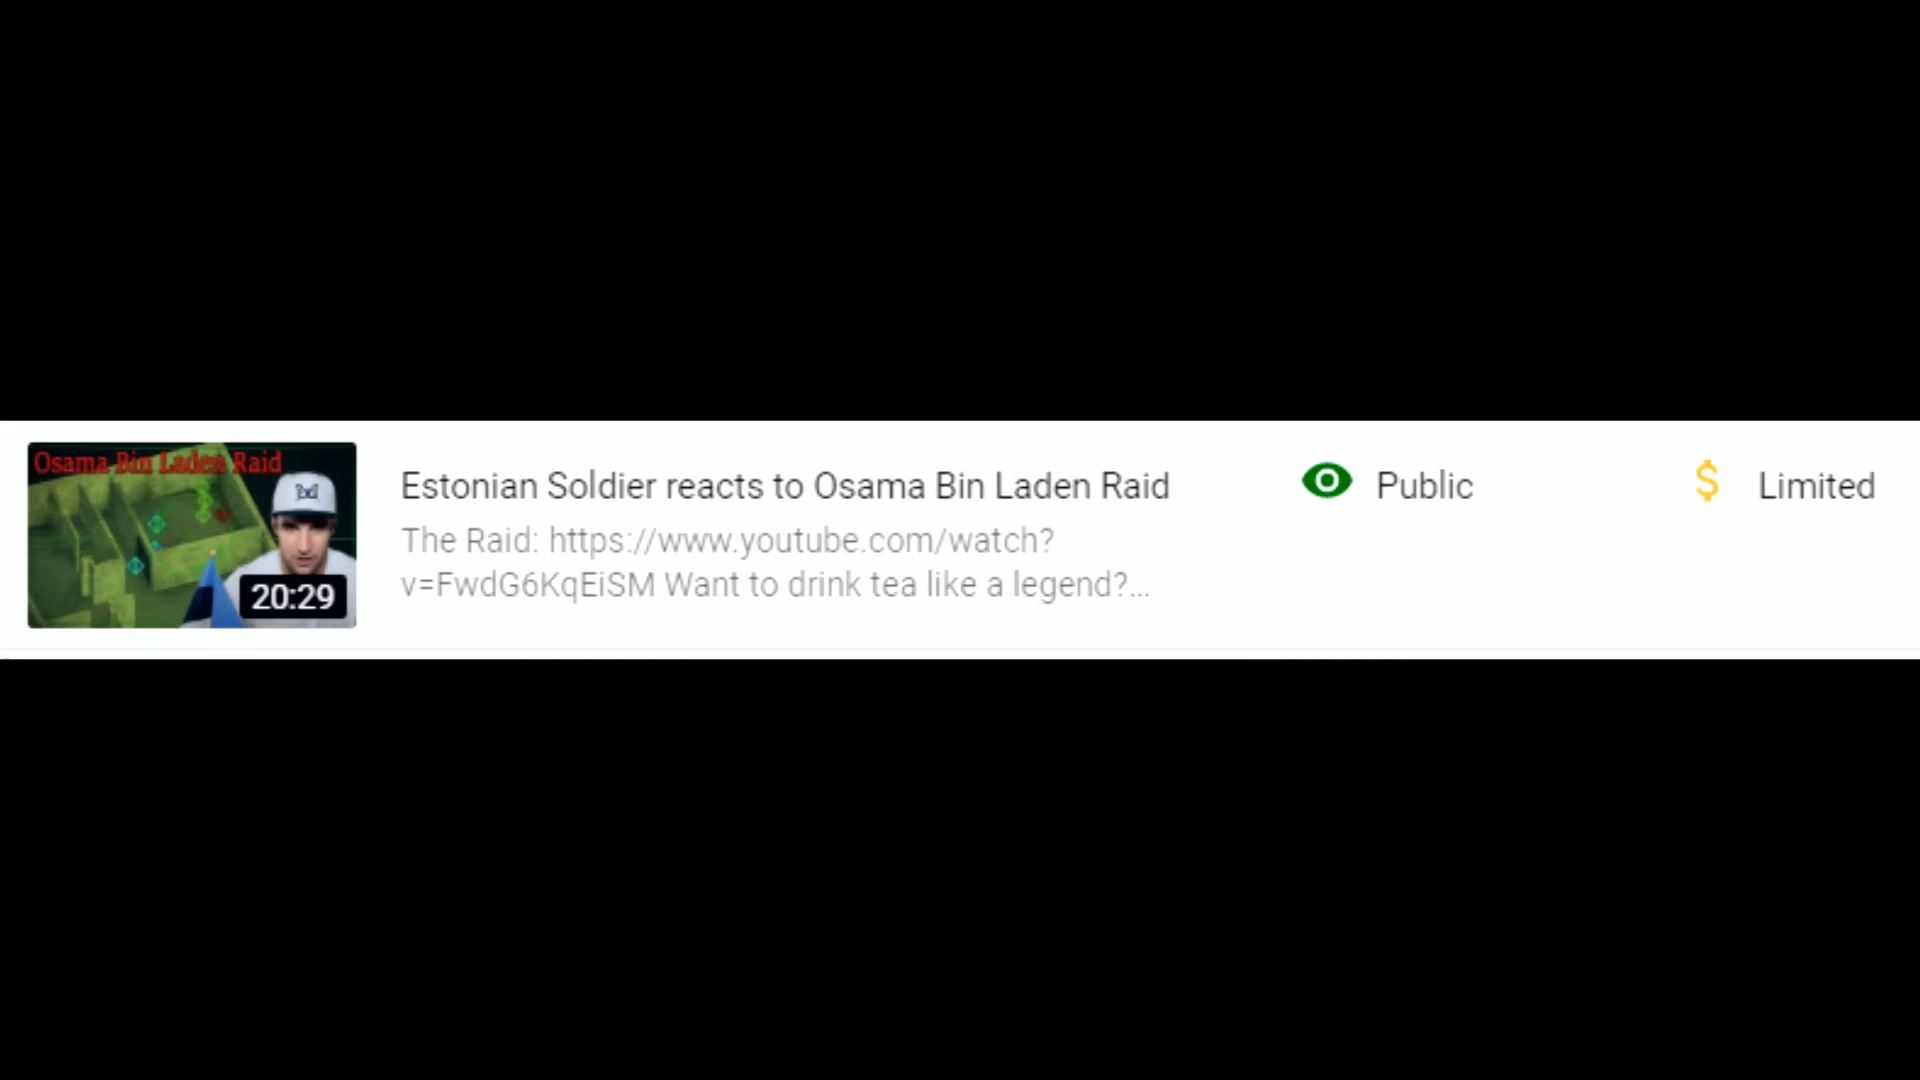 Osama Bin Laden Raid
20:29
Estonian Soldier reacts to Osama Bin Laden Raid
The Raid: https://www.youtube.com/watch?
v=FwdG6KqEiSM Want to drink tea like a legend?...
Public
$ Limited